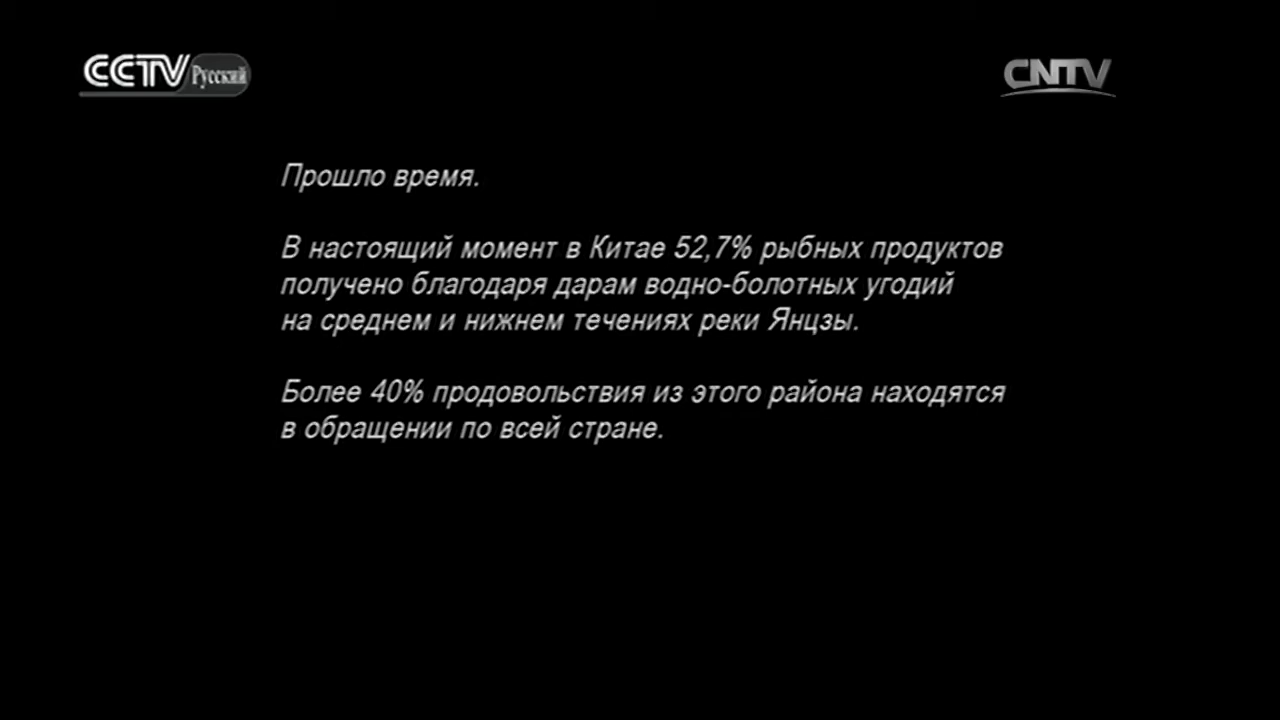 CCTV Русский
CNTV
Прошло время.
В настоящий момент в Китае 52,7% рыбных продуктов
получено благодаря дарам водно-болотных угодий
на среднем и нижнем течениях реки Янцзы.
Более 40% продовольствия из этого района находятся
в обращении по всей стране.